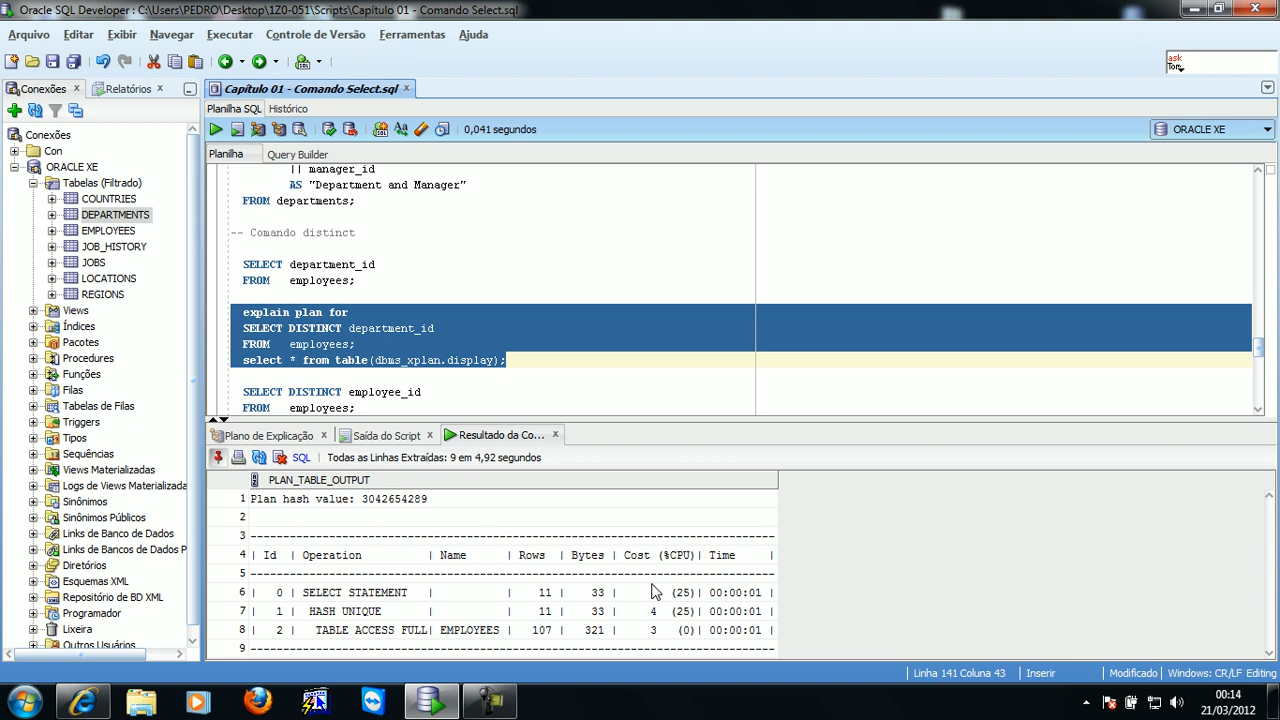 Oracle SQL Developer : C:\Users\PEDRO\Desktop\1Z0-051\Scripts\Capítulo 01 - Comando Select.sql
Arquivo Editar Exibir Navegar Executar Controle de Versão Ferramentas Ajuda
ask
Tom
Conexões Relatórios Capítulo 01 - Comando Select.sql
Planilha SQL Histórico
0,041 segundos ORACLE XE
Planilha Query Builder
Conexões
Con
ORACLE XE
Tabelas (Filtrado)
COUNTRIES
DEPARTMENTS
EMPLOYEES
JOB_HISTORY
JOBS
LOCATIONS
REGIONS
Views
Índices
Pacotes
Procedures
Funções
Filas
Tabelas de Filas
Triggers
Tipos
Sequências
Views Materializadas
Logs de Views Materializada
Sinônimos
Sinônimos Públicos
Links de Banco de Dados
Links de Bancos de Dados P
Diretórios
Esquemas XML
Repositório de BD XML
Programador
Lixeira
Outros Usuários
|| manager_id
AS "Department and Manager"
FROM departments;
-- Comando distinct
SELECT department_id
FROM employees;
explain plan for
SELECT DISTINCT department_id
FROM employees;
select * from table(dbms_xplan.display);
SELECT DISTINCT employee_id
FROM employees;
Plano de Explicação Saída do Script Resultado da Co...
SQL Todas as Linhas Extraídas: 9 em 4,92 segundos
PLAN_TABLE_OUTPUT
1 Plan hash value: 3042654289
2
3 ---------------------------------------------------------------------------
4 | Id | Operation | Name | Rows | Bytes | Cost (%CPU)| Time |
5 ---------------------------------------------------------------------------
6 | 0 | SELECT STATEMENT | | 11 | 33 | (25)| 00:00:01 |
7 | 1 | HASH UNIQUE | | 11 | 33 | 4 (25)| 00:00:01 |
8 | 2 | TABLE ACCESS FULL| EMPLOYEES | 107 | 321 | 3 (0)| 00:00:01 |
9 ---------------------------------------------------------------------------
Linha 141 Coluna 43 Inserir Modificado Windows: CR/LF Editing
00:14
21/03/2012